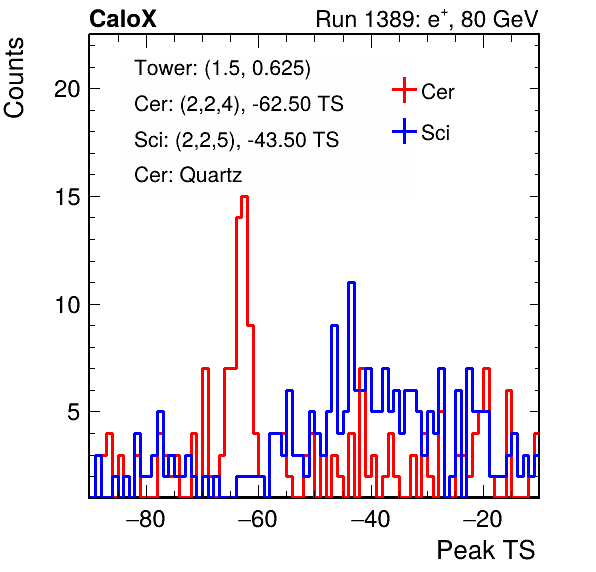 CaloX Run 1389: e+, 80 GeV
Counts
Tower: (1.5, 0.625)
Cer: (2,2,4), -62.50 TS
Sci: (2,2,5), -43.50 TS
Cer: Quartz
Cer
Sci
20
15
10
5
−80 −60 −40 −20
Peak TS